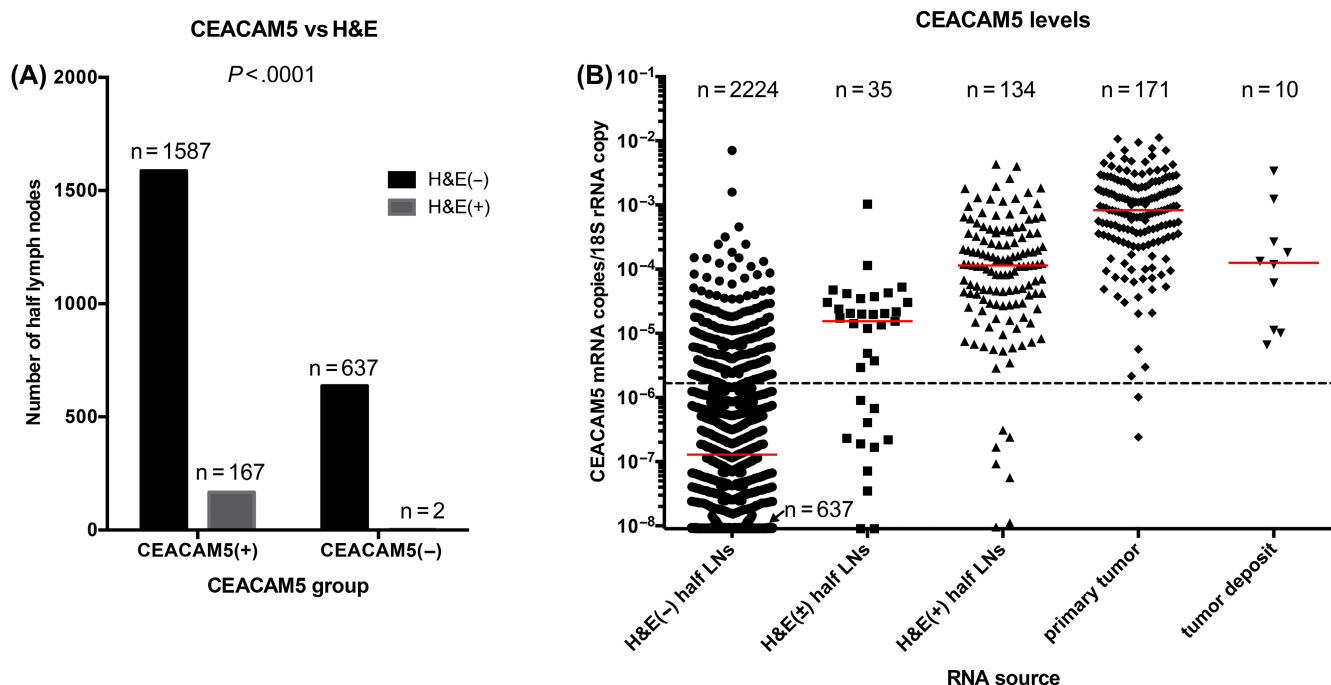 CEACAM5 vs H&E
(A)
P<.0001
Number of half lymph nodes
2000
1500
1000
500
0
n=1587
n=167
n=637
n=2
H&E(−)
H&E(+)
CEACAM5(+)
CEACAM5(−)
CEACAM5 group
CEACAM5 levels
(B)
CEACAM5 mRNA copies/18S rRNA copy
10−1
10−2
10−3
10−4
10−5
10−6
10−7
10−8
n=2224
n=35
n=134
n=171
n=10
n=637
H&E(−) half LNs
H&E(±) half LNs
H&E(+) half LNs
primary tumor
tumor deposit
RNA source